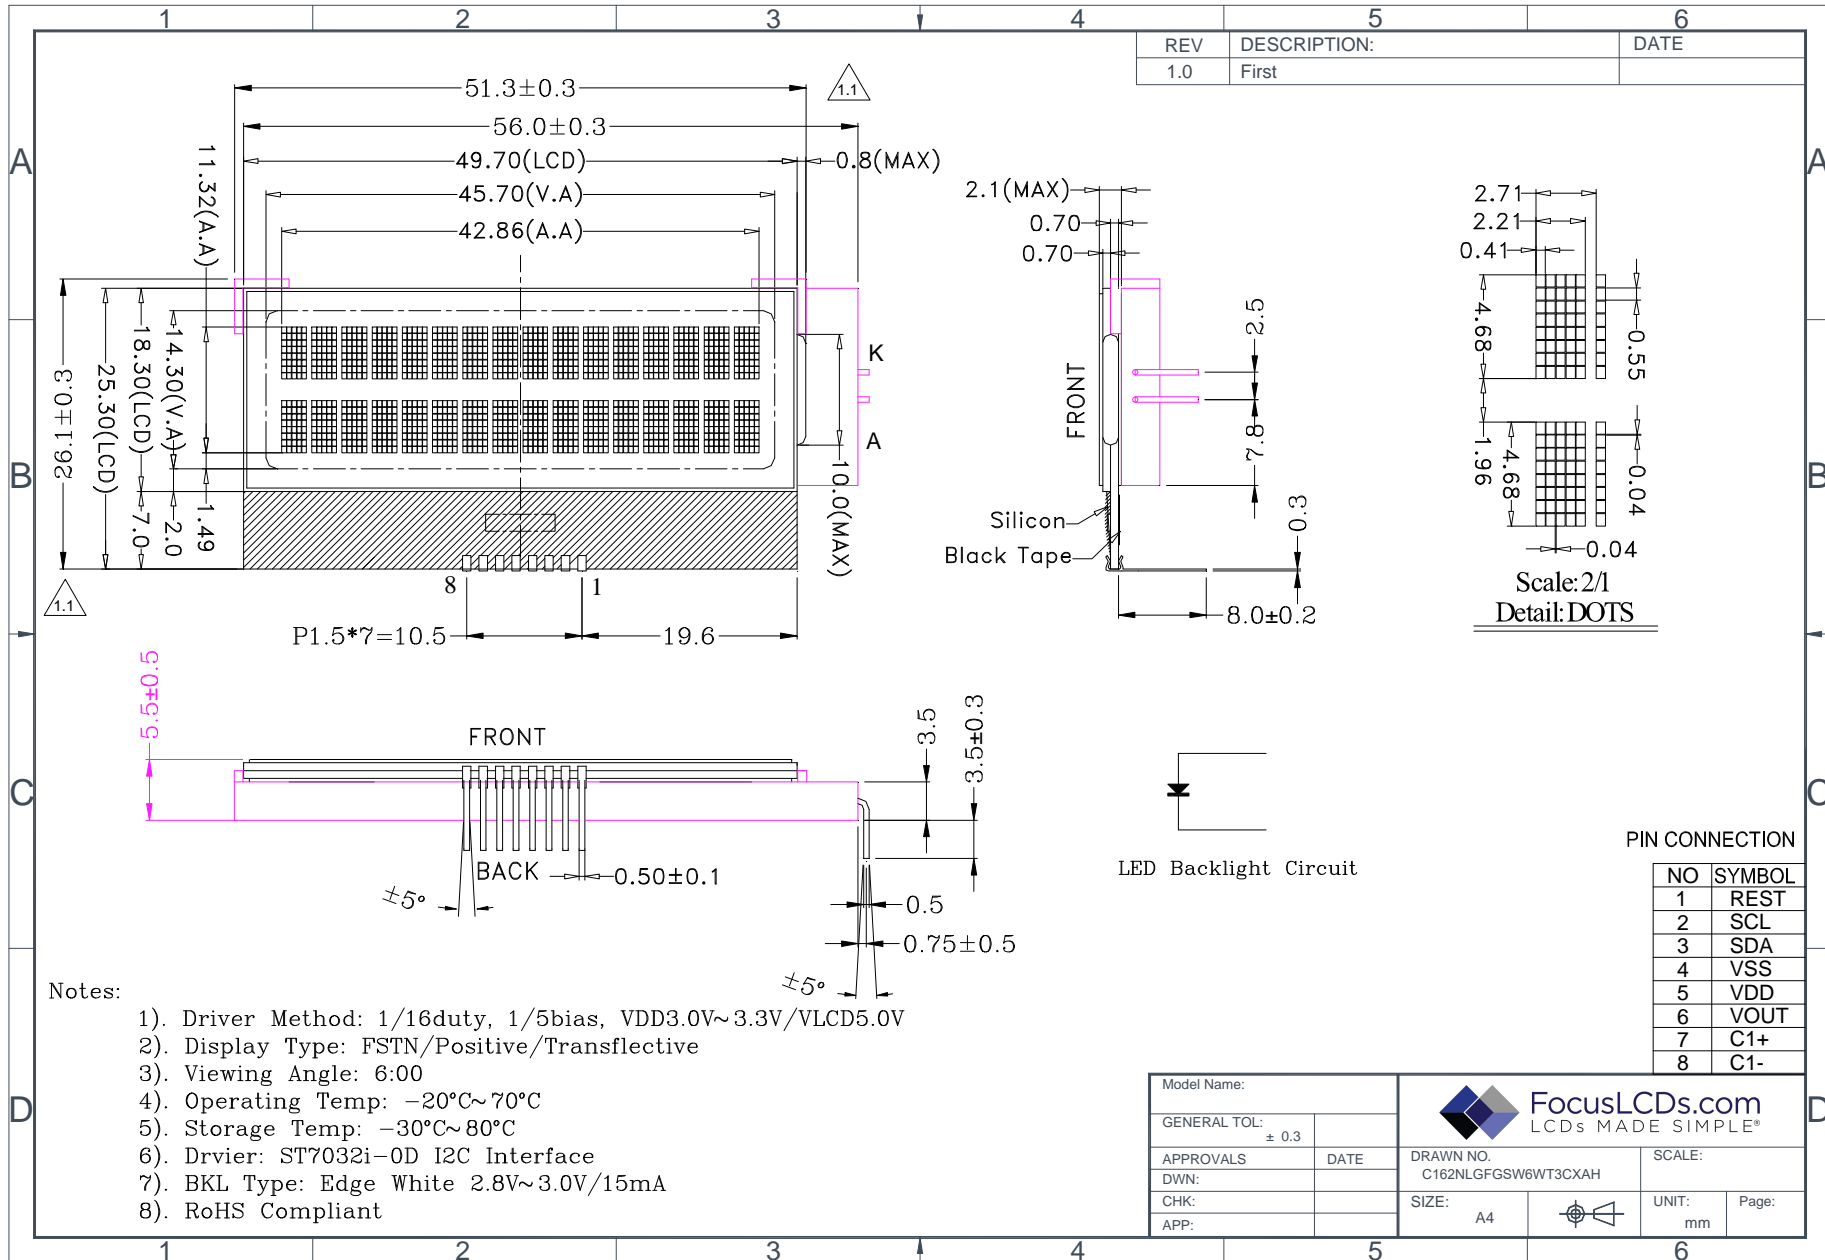 1 2 3 4 5 6
REV DESCRIPTION: DATE
1.0 First
A A
B B
C C
D D
51.3±0.3
1.1
56.0±0.3
49.70(LCD)
0.8(MAX)
45.70(V.A)
42.86(A.A)
11.32(A.A)
29.1±0.3
25.30(LCD)
18.30(LCD)
14.30(V.A)
7.0
2.0
1.49
10.0(MAX)
K
A
8
1
1.1
P1.5*7=10.5
19.6
2.1(MAX)
0.70
0.70
FRONT
2.5
7.8
Silicon
Black Tape
0.3
8.0±0.2
2.71
2.21
0.41
4.68
0.55
1.96
4.68
0.04
0.04
Scale:2/1
Detail:DOTS
5.5±0.5
FRONT
BACK
0.50±0.1
±5°
3.5
3.5±0.3
0.5
0.75±0.5
±5°
LED Backlight Circuit
PIN CONNECTION
NO SYMBOL
1 REST
2 SCL
3 SDA
4 VSS
5 VDD
6 VOUT
7 C1+
8 C1-
Notes:
1). Driver Method: 1/16duty, 1/5bias, VDD3.0V~3.3V/VLCD5.0V
2). Display Type: FSTN/Positive/Transflective
3). Viewing Angle: 6:00
4). Operating Temp: -20°C~70°C
5). Storage Temp: -30°C~80°C
6). Drvier: ST7032i-0D I2C Interface
7). BKL Type: Edge White 2.8V~3.0V/15mA
8). RoHS Compliant
Model Name:
GENERAL TOL:
± 0.3
APPROVALS DATE
DWN:
CHK:
APP:
FocusLCDs.com
LCDs MADE SIMPLE®
DRAWN NO.
C162NLGFGSW6WT3CXAH
SCALE:
SIZE:
A4
UNIT:
mm
Page:
1 2 3 4 5 6